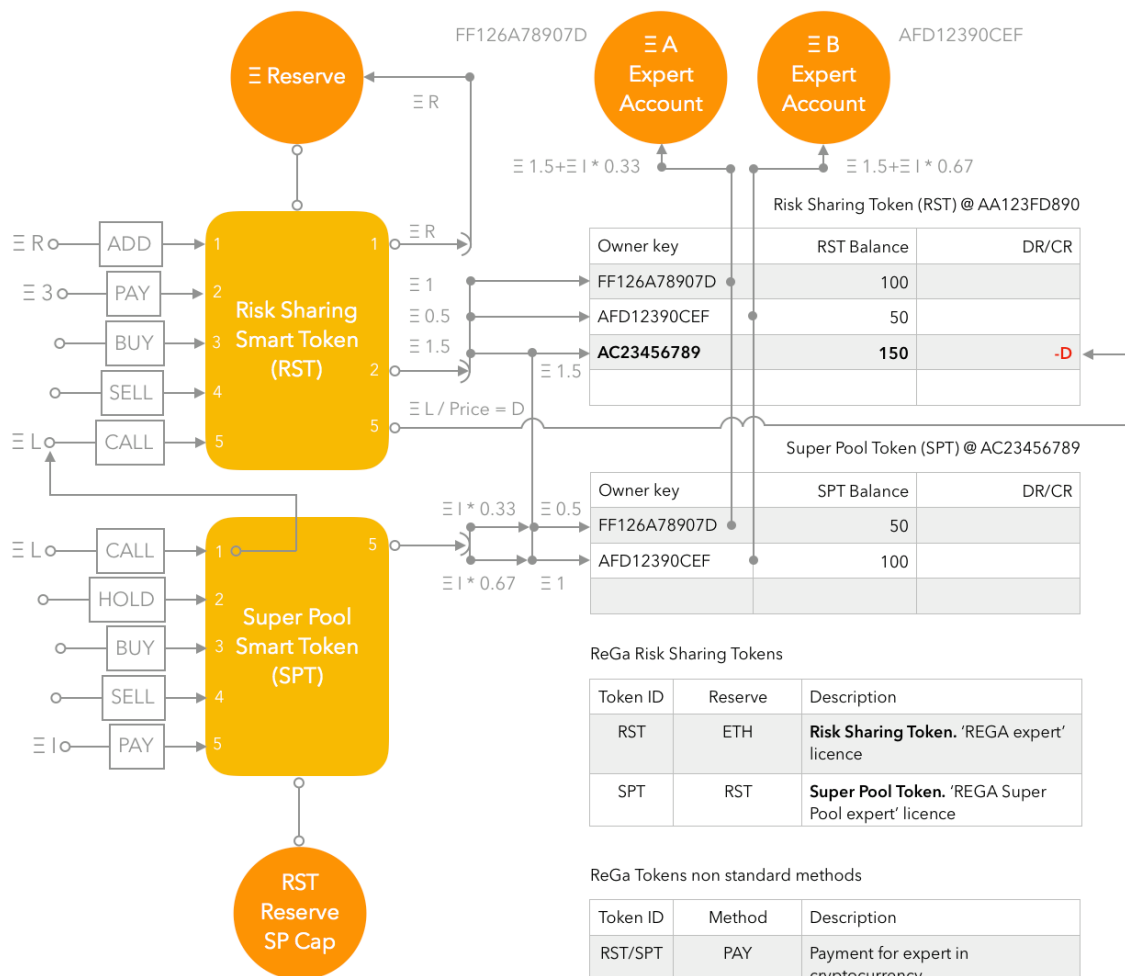 FF126A78907D
AFD12390CEF
Ξ Reserve
Ξ A
Expert
Account
Ξ B
Expert
Account
Ξ R
Ξ 1.5+Ξ I * 0.33
Ξ 1.5+Ξ I * 0.67
Risk Sharing Token (RST) @ AA123FD890
Owner key RST Balance DR/CR
FF126A78907D 100
AFD12390CEF 50
AC23456789 150 -D
Ξ R ADD 1
Ξ 3 PAY 2
BUY 3
SELL 4
Ξ L CALL 5
Risk Sharing
Smart Token
(RST)
1 Ξ R
Ξ 1
Ξ 0.5
Ξ 1.5
2
Ξ 1.5
5 Ξ L / Price = D
Super Pool Token (SPT) @ AC23456789
Owner key SPT Balance DR/CR
FF126A78907D 50
AFD12390CEF 100
Ξ L CALL 1
HOLD 2
BUY 3
SELL 4
Ξ I PAY 5
Super Pool
Smart Token
(SPT)
5
Ξ I * 0.33 Ξ 0.5
Ξ I * 0.67 Ξ 1
RST
Reserve
SP Cap
ReGa Risk Sharing Tokens
Token ID Reserve Description
RST ETH Risk Sharing Token. ‘REGA expert’
licence
SPT RST Super Pool Token. ‘REGA Super
Pool expert’ licence
ReGa Tokens non standard methods
Token ID Method Description
RST/SPT PAY Payment for expert in
cryptocurrency